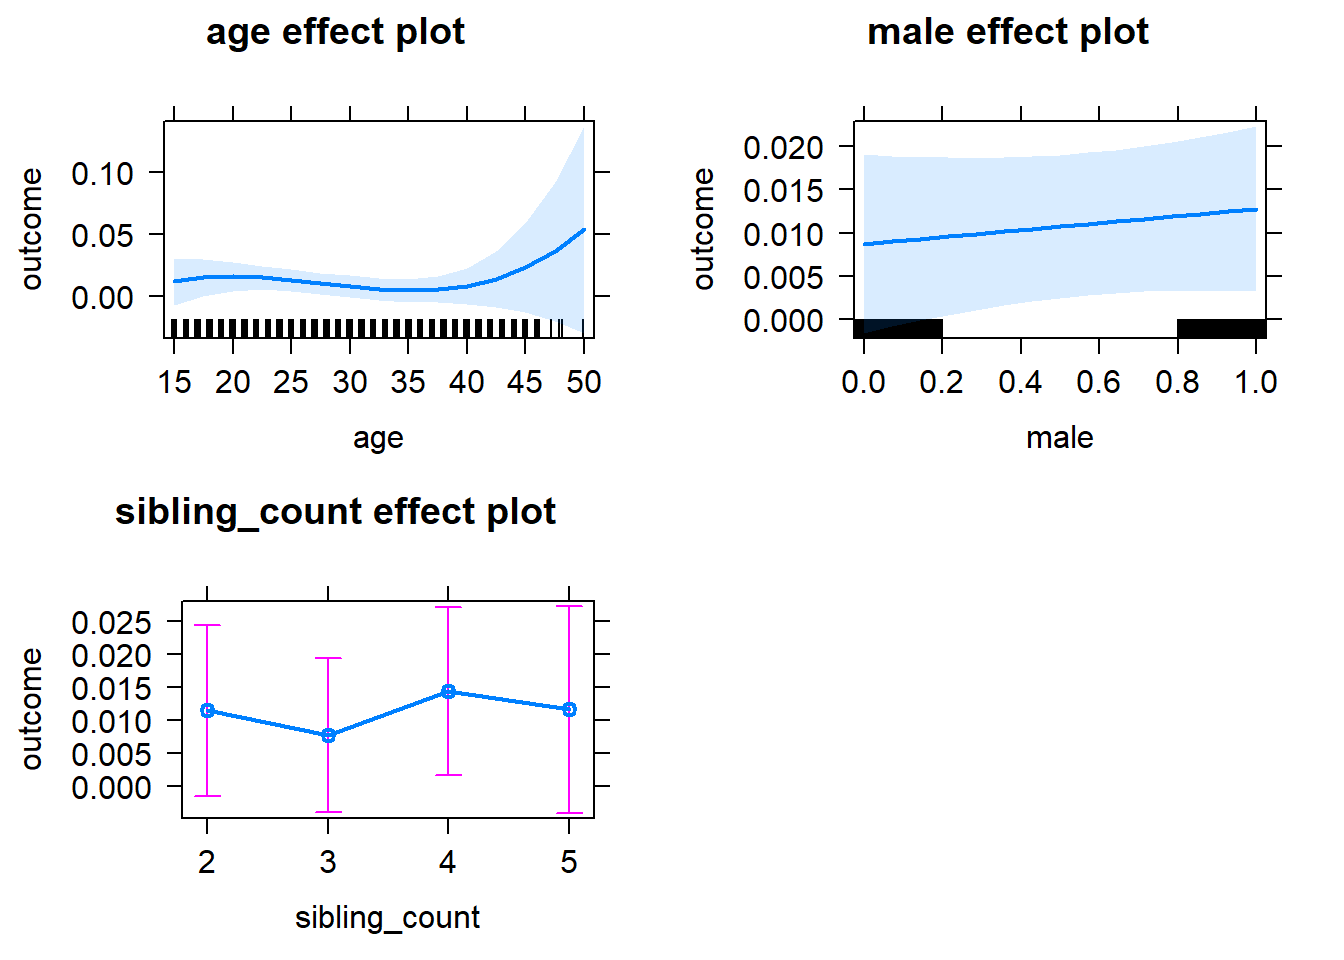 age effect plot
outcome
0.10
0.05
0.00
15 20 25 30 35 40 45 50
age
male effect plot
outcome
0.020
0.015
0.010
0.005
0.000
0.0 0.2 0.4 0.6 0.8 1.0
male
sibling_count effect plot
outcome
0.025
0.020
0.015
0.010
0.005
0.000
2 3 4 5
sibling_count